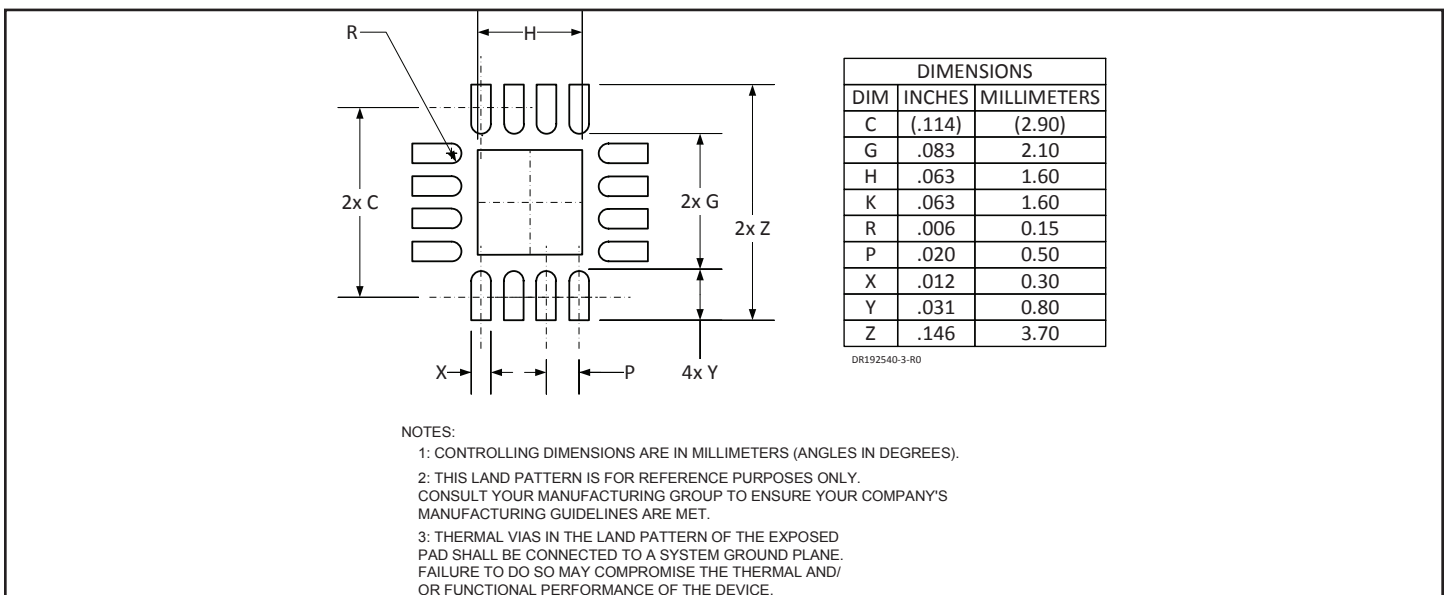 R
H
2x C
2x G
2x Z
X
P
4x Y
DIMENSIONS
DIM INCHES MILLIMETERS
C (.114) (2.90)
G .083 2.10
H .063 1.60
K .063 1.60
R .006 0.15
P .020 0.50
X .012 0.30
Y .031 0.80
Z .146 3.70
DR192540-3-R0
NOTES:
1: CONTROLLING DIMENSIONS ARE IN MILLIMETERS (ANGLES IN DEGREES).
2: THIS LAND PATTERN IS FOR REFERENCE PURPOSES ONLY.
CONSULT YOUR MANUFACTURING GROUP TO ENSURE YOUR COMPANY'S
MANUFACTURING GUIDELINES ARE MET.
3: THERMAL VIAS IN THE LAND PATTERN OF THE EXPOSED
PAD SHALL BE CONNECTED TO A SYSTEM GROUND PLANE.
FAILURE TO DO SO MAY COMPROMISE THE THERMAL AND/
OR FUNCTIONAL PERFORMANCE OF THE DEVICE.